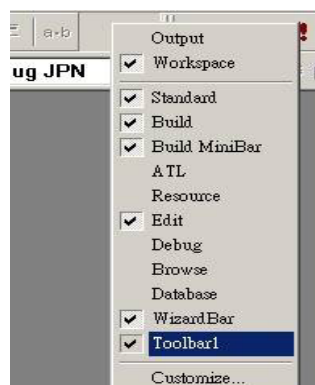 a-b
Output
ug JPN
Workspace
Standard
Build
Build MiniBar
ATL
Resource
Edit
Debug
Browse
Database
WizardBar
Toolbar1
Customize...